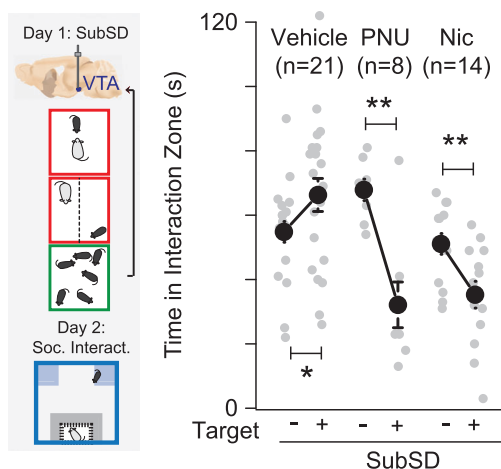 Day 1: SubSD
VTA
Day 2:
Soc. Interact.
Time in Interaction Zone (s)
120
0
Vehicle PNU Nic
(n=21) (n=8) (n=14)
** 
**
*
Target - + - + - +
SubSD